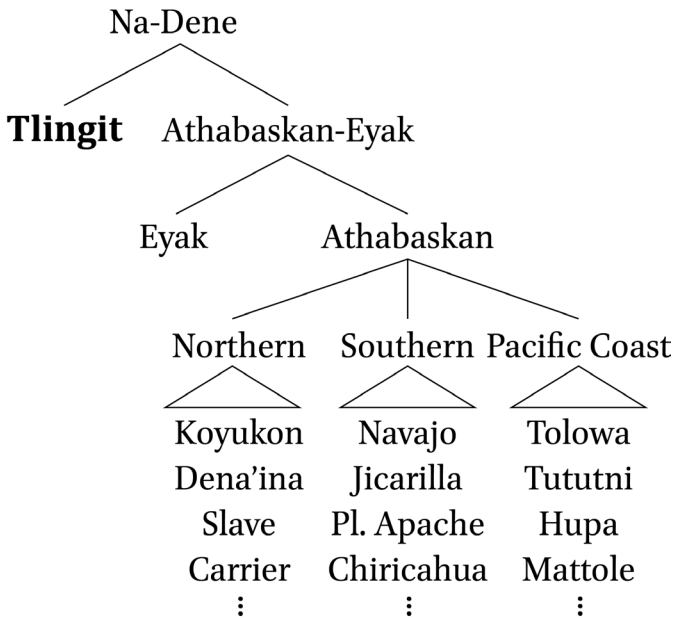 Na-Dene
Tlingit Athabaskan-Eyak
Eyak Athabaskan
Northern Southern Pacific Coast
Koyukon Navajo Tolowa
Dena’ina Jicarilla Tututni
Slave Pl. Apache Hupa
Carrier Chiricahua Mattole
⋮ ⋮ ⋮